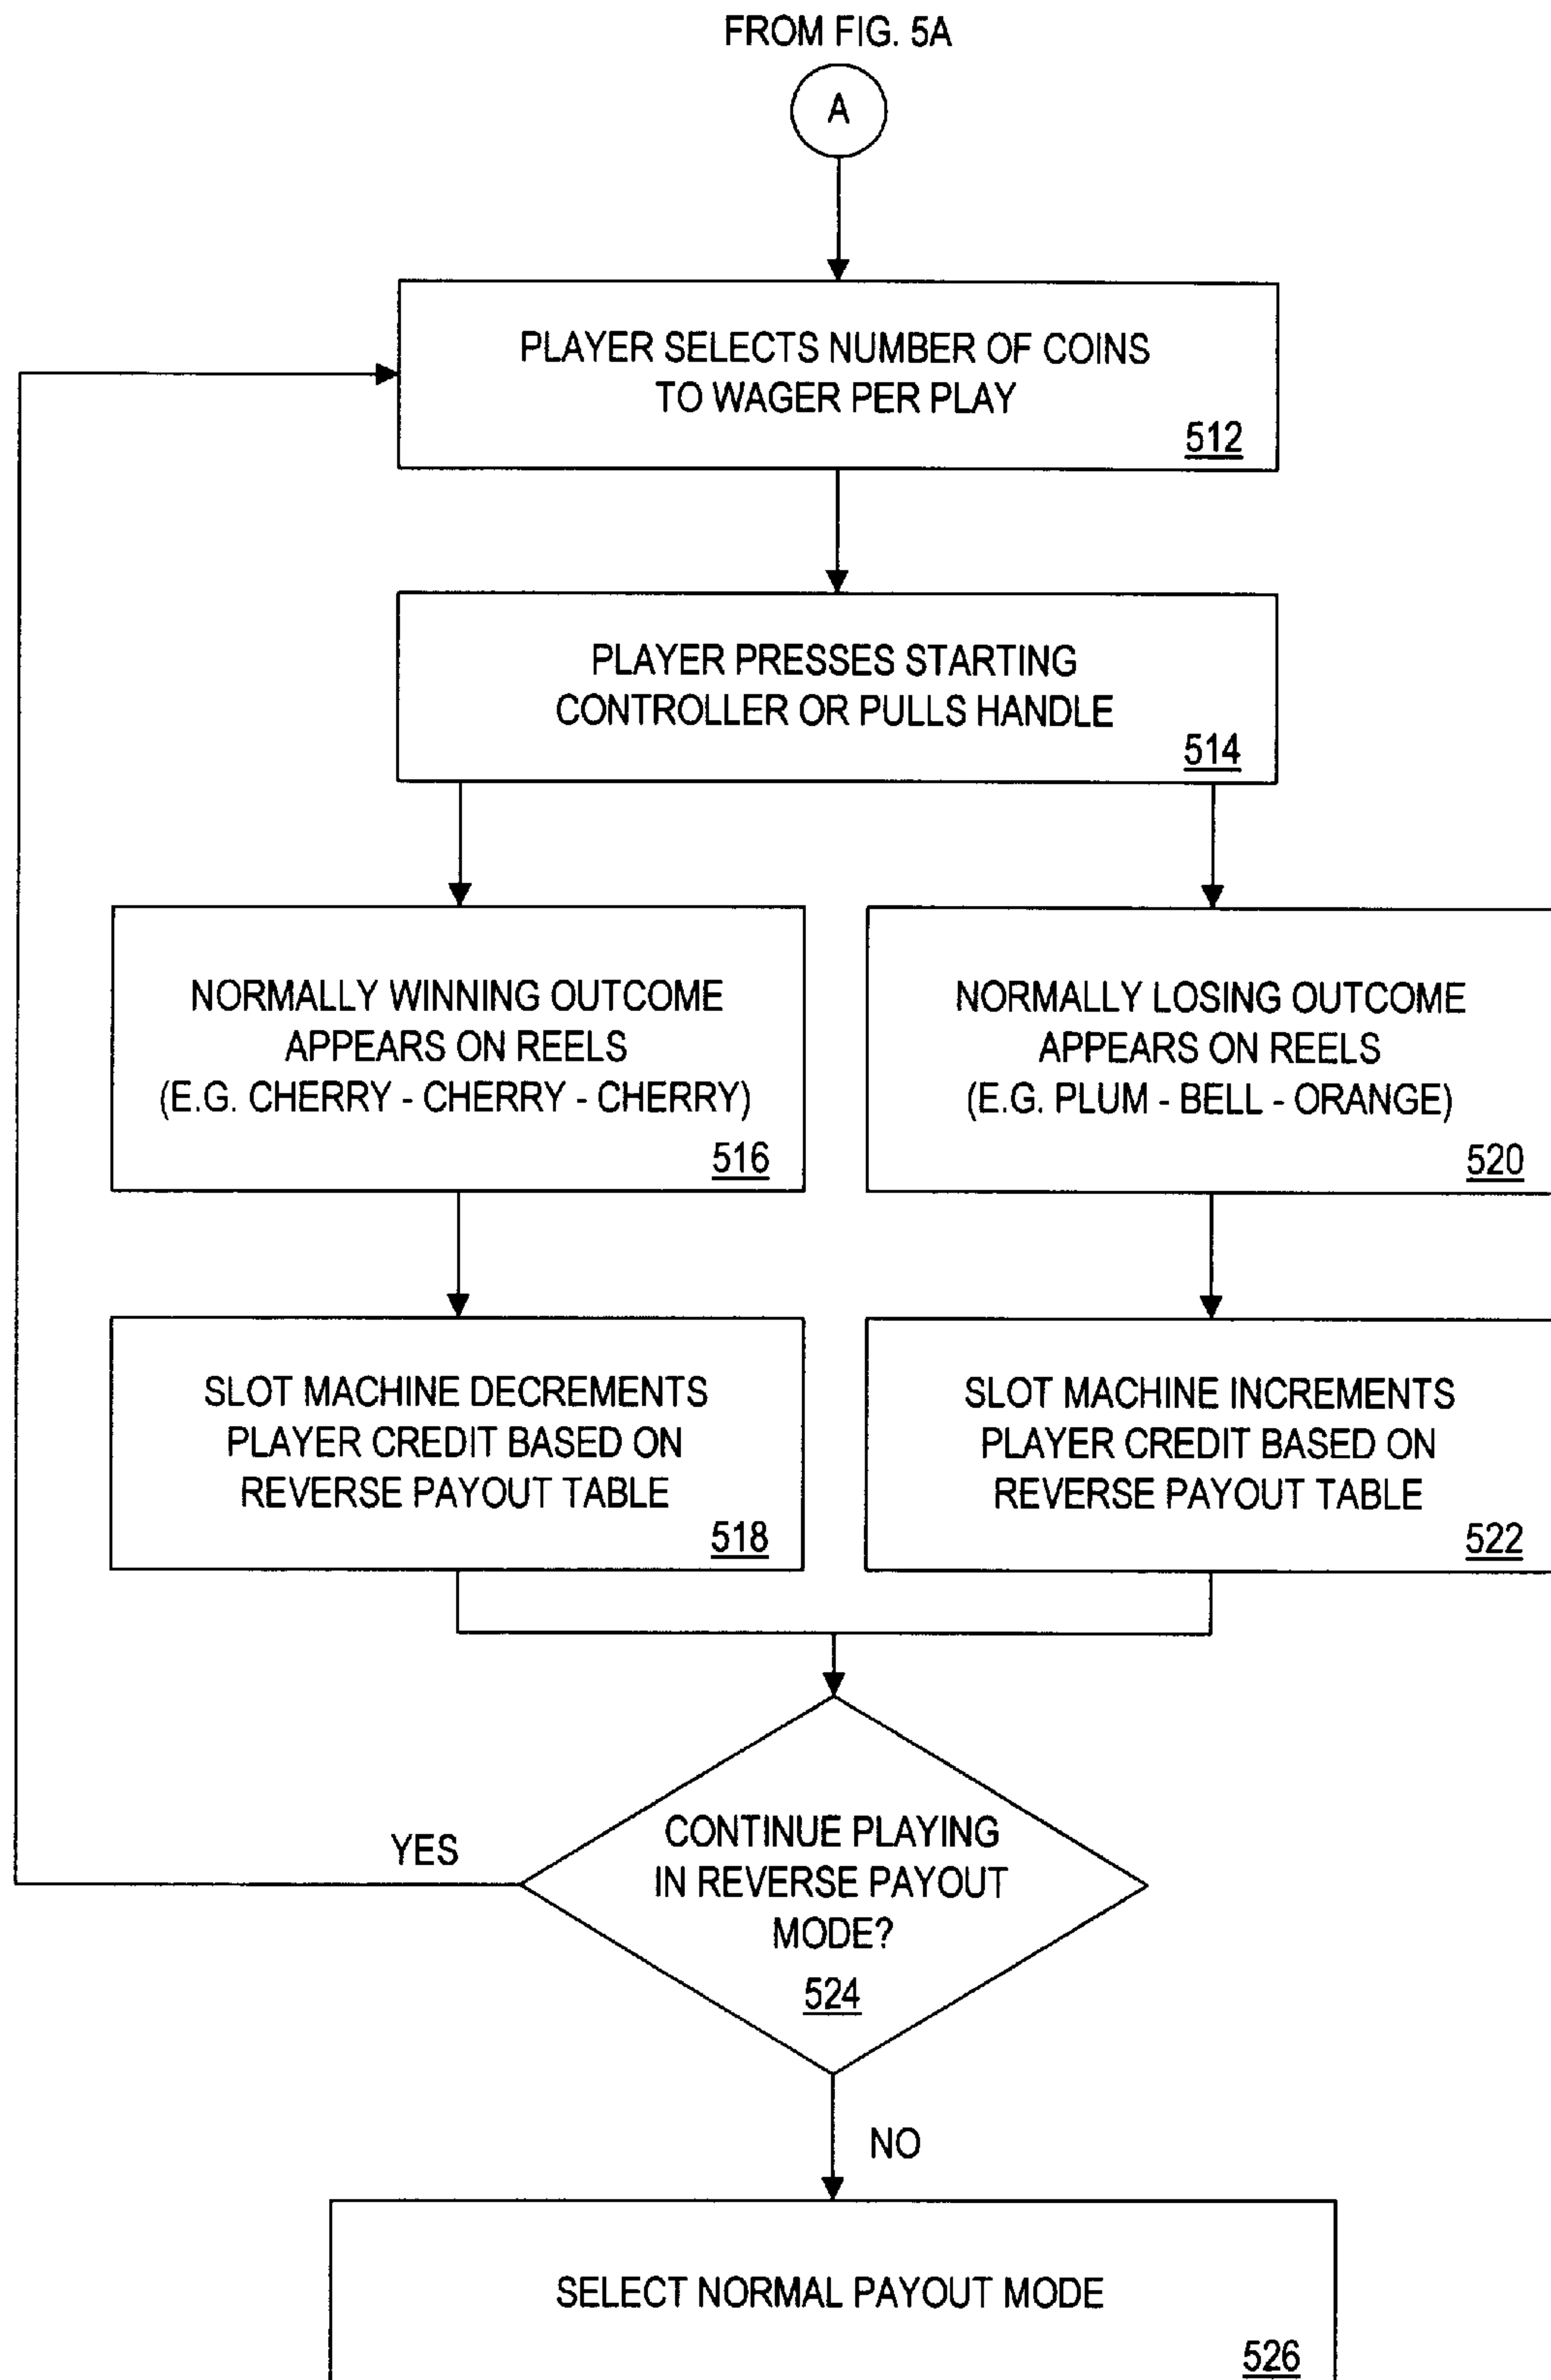 FROM FIG. 5A
A
PLAYER SELECTS NUMBER OF COINS
TO WAGER PER PLAY
512
PLAYER PRESSES STARTING
CONTROLLER OR PULLS HANDLE
514
NORMALLY WINNING OUTCOME
APPEARS ON REELS
(E.G. CHERRY - CHERRY - CHERRY)
516
NORMALLY LOSING OUTCOME
APPEARS ON REELS
(E.G. PLUM - BELL - ORANGE)
520
SLOT MACHINE DECREMENTS
PLAYER CREDIT BASED ON
REVERSE PAYOUT TABLE
518
SLOT MACHINE INCREMENTS
PLAYER CREDIT BASED ON
REVERSE PAYOUT TABLE
522
CONTINUE PLAYING
IN REVERSE PAYOUT
MODE?
524
YES
NO
SELECT NORMAL PAYOUT MODE
526